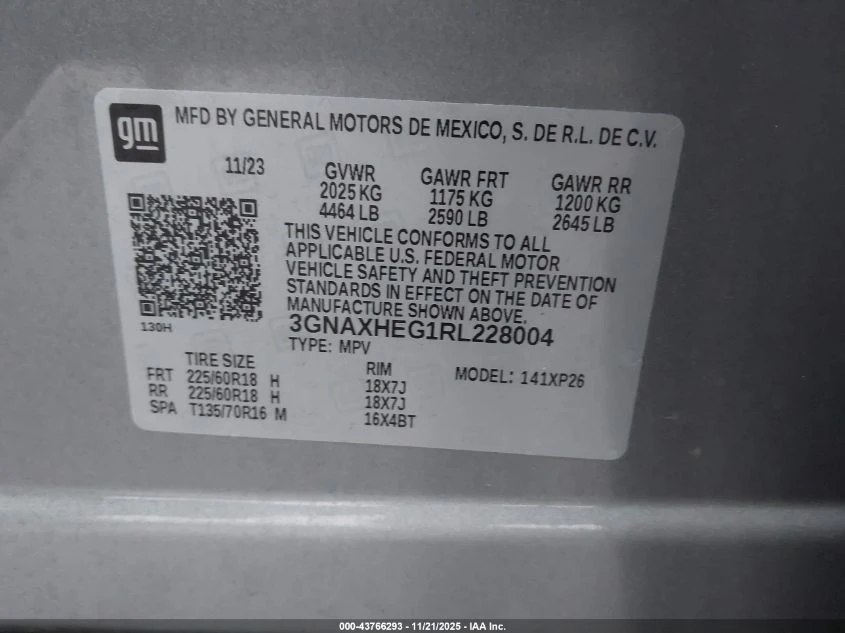 gm
MFD BY GENERAL MOTORS DE MEXICO, S. DE R.L. DE C.V.
11/23
GVWR GAWR FRT GAWR RR
2025 KG 1175 KG 1200 KG
4464 LB 2590 LB 2645 LB
THIS VEHICLE CONFORMS TO ALL
APPLICABLE U.S. FEDERAL MOTOR
VEHICLE SAFETY AND THEFT PREVENTION
STANDARDS IN EFFECT ON THE DATE OF
MANUFACTURE SHOWN ABOVE.
130H
3GNAXHEG1RL228004
TYPE: MPV
TIRE SIZE RIM MODEL: 141XP26
FRT 225/60R18 H 18X7J
RR 225/60R18 H 18X7J
SPA T135/70R16 M 16X4BT
000-43766293 - 11/21/2025 - IAA Inc.